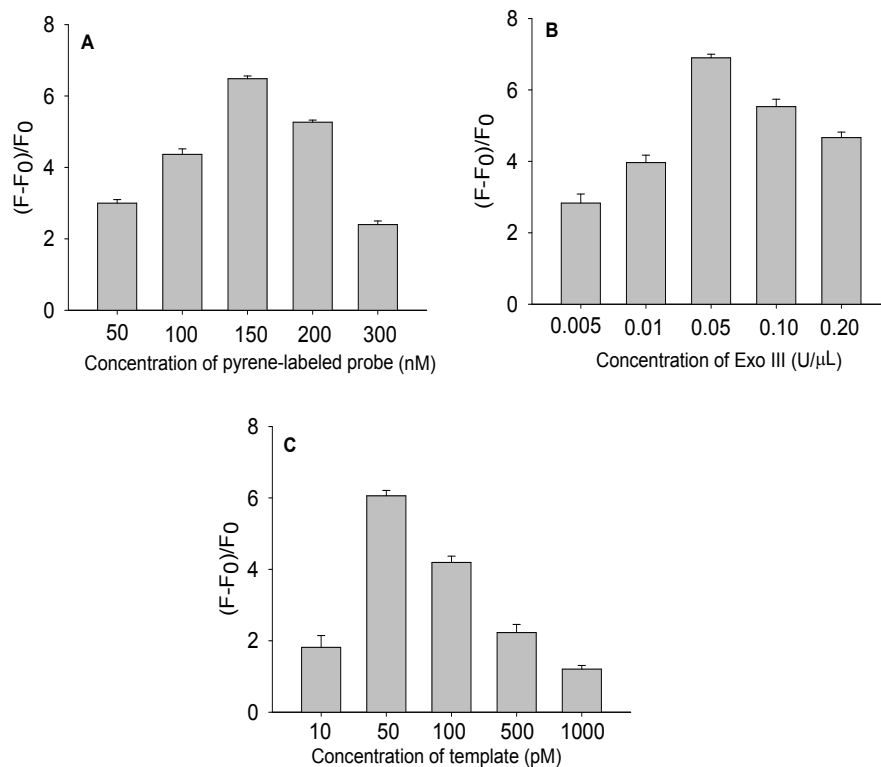 A
(F-F0)/F0
8
6
4
2
0
50 100 150 200 300
Concentration of pyrene-labeled probe (nM)
B
(F-F0)/F0
8
6
4
2
0
0.005 0.01 0.05 0.10 0.20
Concentration of Exo III (U/μL)
C
(F-F0)/F0
8
6
4
2
0
10 50 100 500 1000
Concentration of template (pM)